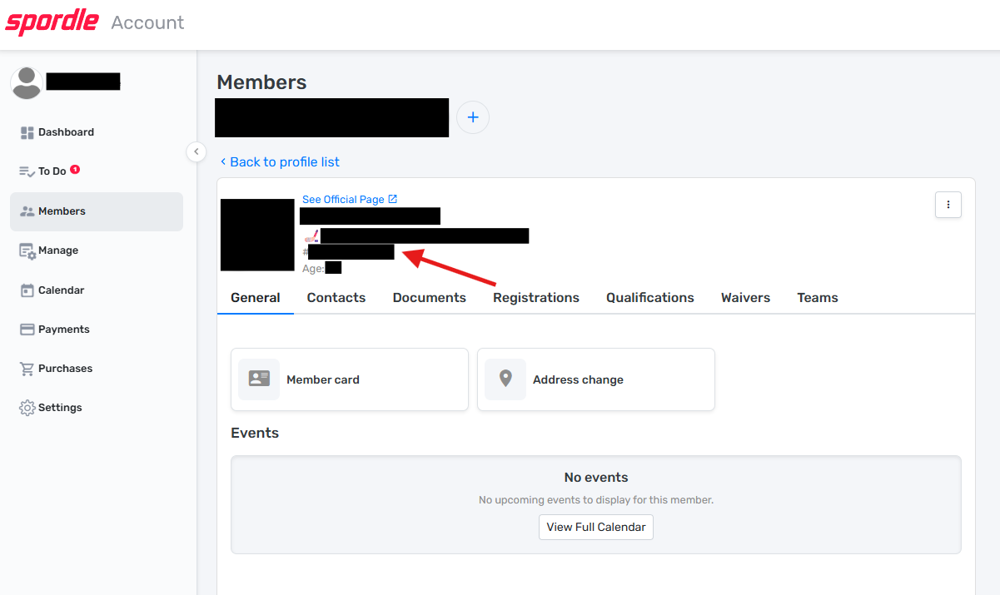 spordle Account
Members
Dashboard
To Do 1
Members
Manage
Calendar
Payments
Purchases
Settings
Back to profile list
See Official Page
#
Age:
General Contacts Documents Registrations Qualifications Waivers Teams
Member card Address change
Events
No events
No upcoming events to display for this member.
View Full Calendar